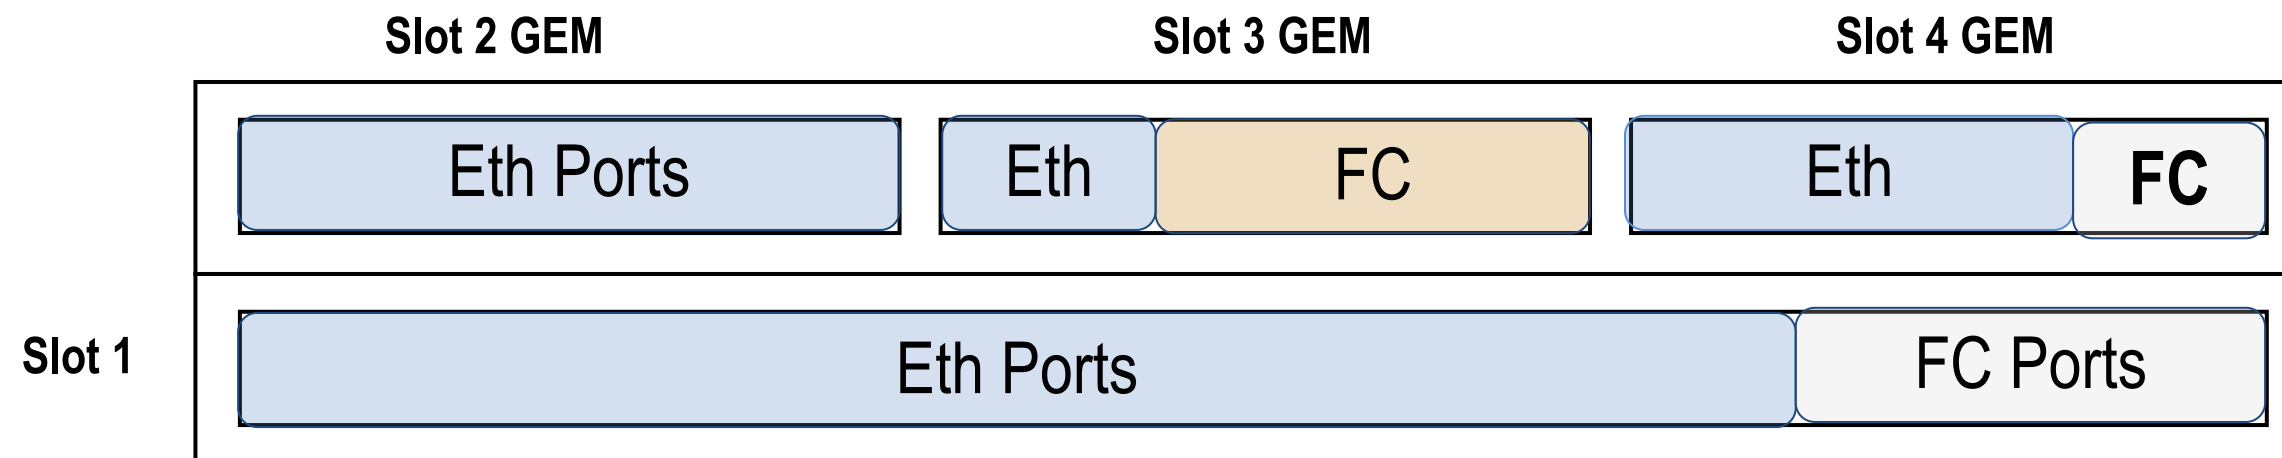 Slot 2 GEM
Slot 3 GEM
Slot 4 GEM
Eth Ports
Eth
FC
Eth
FC
Slot 1
Eth Ports
FC Ports